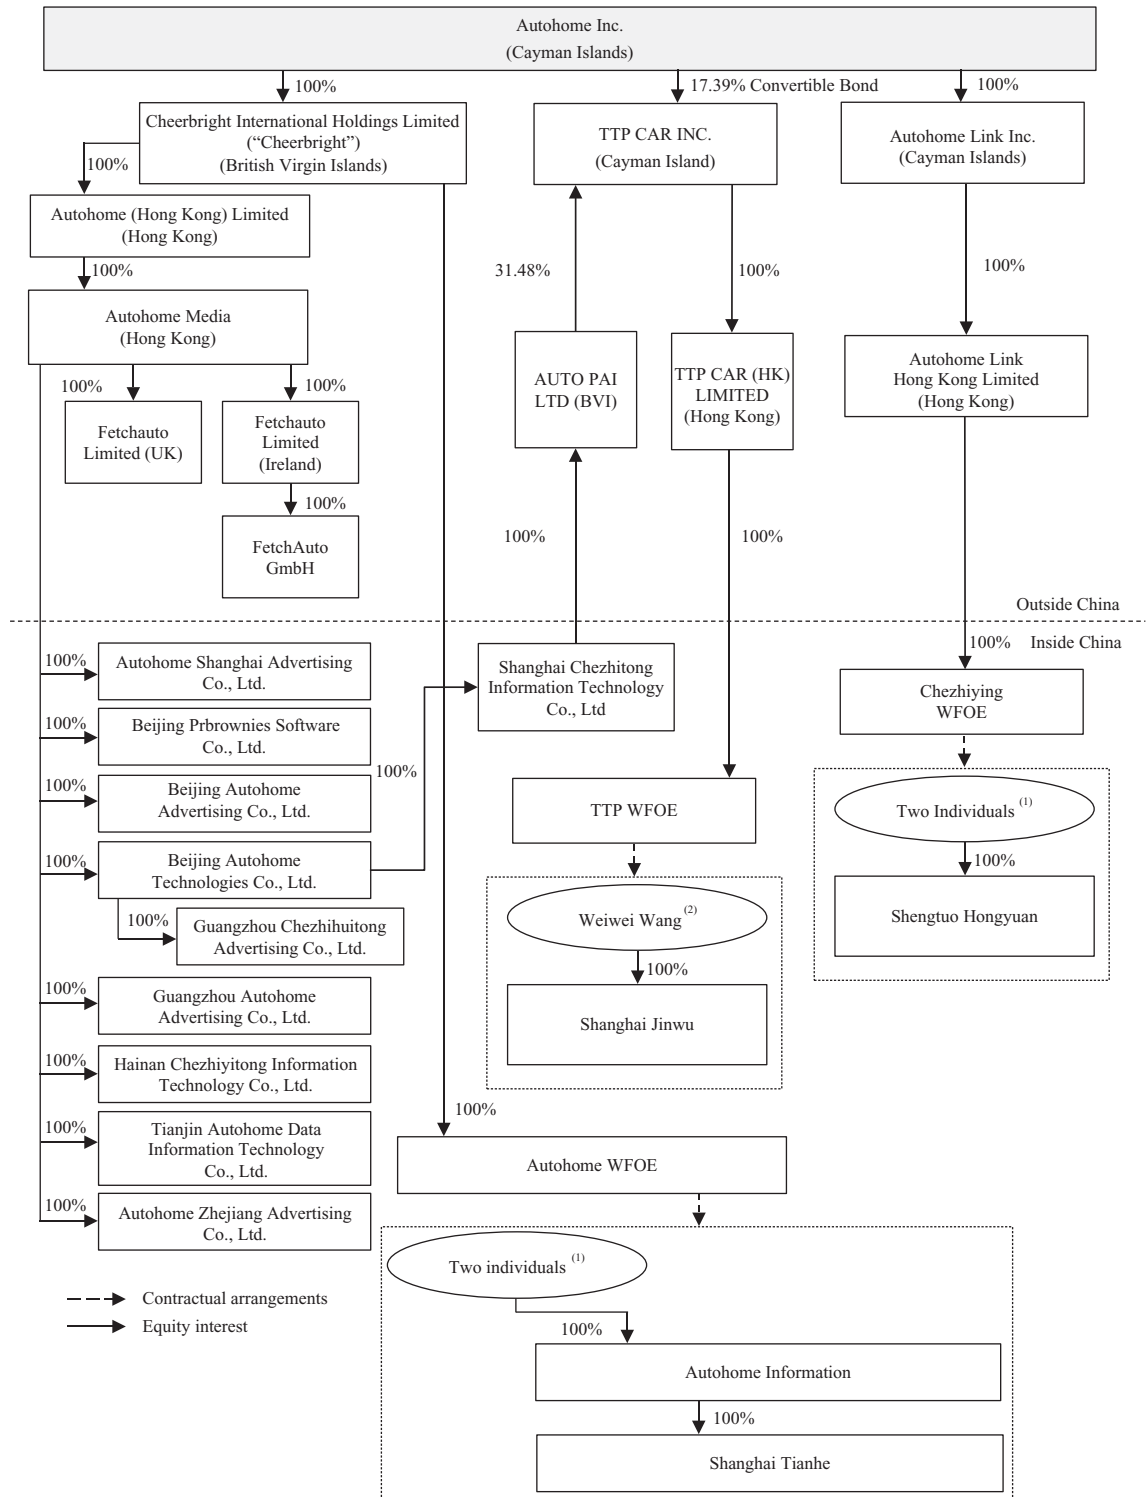 Autohome Inc.
(Cayman Islands)
100%
17.39% Convertible Bond
100%
Cheerbright International Holdings Limited
(“Cheerbright”)
(British Virgin Islands)
TTP CAR INC.
(Cayman Island)
Autohome Link Inc.
(Cayman Islands)
100%
Autohome (Hong Kong) Limited
(Hong Kong)
100%
31.48%
100%
100%
Autohome Media
(Hong Kong)
AUTO PAI
LTD (BVI)
TTP CAR (HK)
LIMITED
(Hong Kong)
Autohome Link
Hong Kong Limited
(Hong Kong)
100%
100%
Fetchauto
Limited (UK)
Fetchauto
Limited
(Ireland)
100%
FetchAuto
GmbH
100%
100%
Outside China
Inside China
100%
100%
Autohome Shanghai Advertising
Co., Ltd.
Shanghai Chezhitong
Information Technology
Co., Ltd
Chezhiying
WFOE
100%
Beijing Prbrownies Software
Co., Ltd.
100%
100%
Beijing Autohome
Advertising Co., Ltd.
TTP WFOE
Two Individuals (1)
100%
100%
Beijing Autohome
Technologies Co., Ltd.
Shengtuo Hongyuan
100%
Guangzhou Chezhihuitong
Advertising Co., Ltd.
Weiwei Wang (2)
100%
100%
Guangzhou Autohome
Advertising Co., Ltd.
Shanghai Jinwu
100%
Hainan Chezhiyitong Information
Technology Co., Ltd.
100%
100%
Tianjin Autohome Data
Information Technology
Co., Ltd.
Autohome WFOE
100%
Autohome Zhejiang Advertising
Co., Ltd.
Two individuals (1)
Contractual arrangements
Equity interest
100%
Autohome Information
100%
Shanghai Tianhe